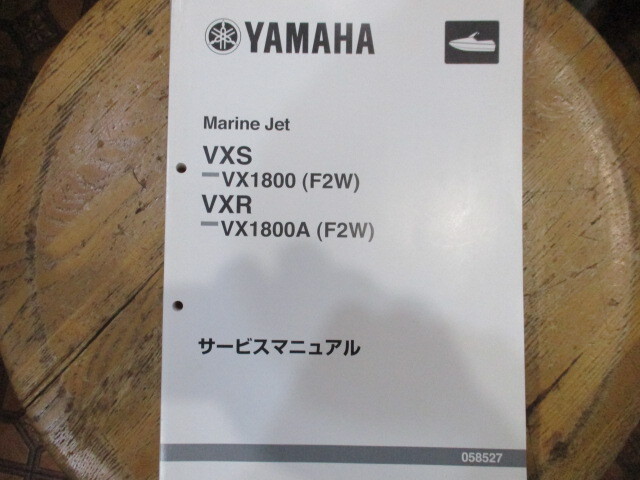 YAMAHA
Marine Jet
VXS
VX1800 (F2W)
VXR
VX1800A (F2W)
サービスマニュアル
058527